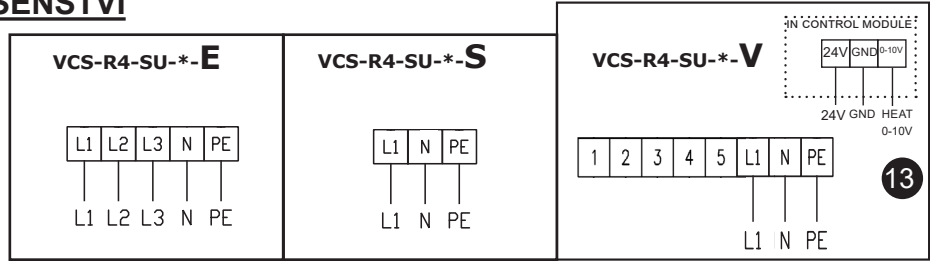 VCS-R4-SU-*-E
L1 L2 L3 N PE
L1 L2 L3 N PE
VCS-R4-SU-*-S
L1 N PE
L1 N PE
VCS-R4-SU-*-V
IN CONTROL MODULE
24V GND 0-10V
24V GND HEAT
0-10V
1 2 3 4 5 L1 N PE
L1 N PE
13